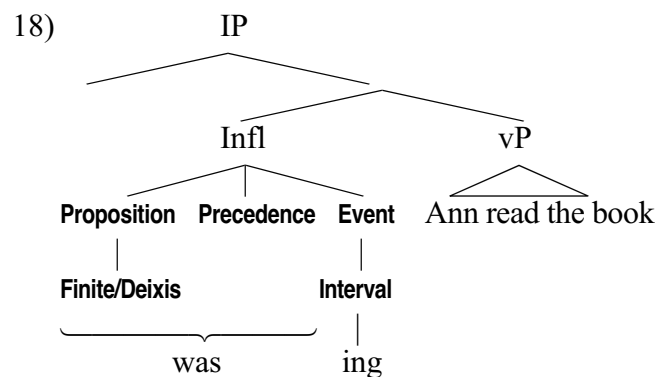 18) IP
Infl vP
Proposition Precedence Event Ann read the book
Finite/Deixis Interval
was ing